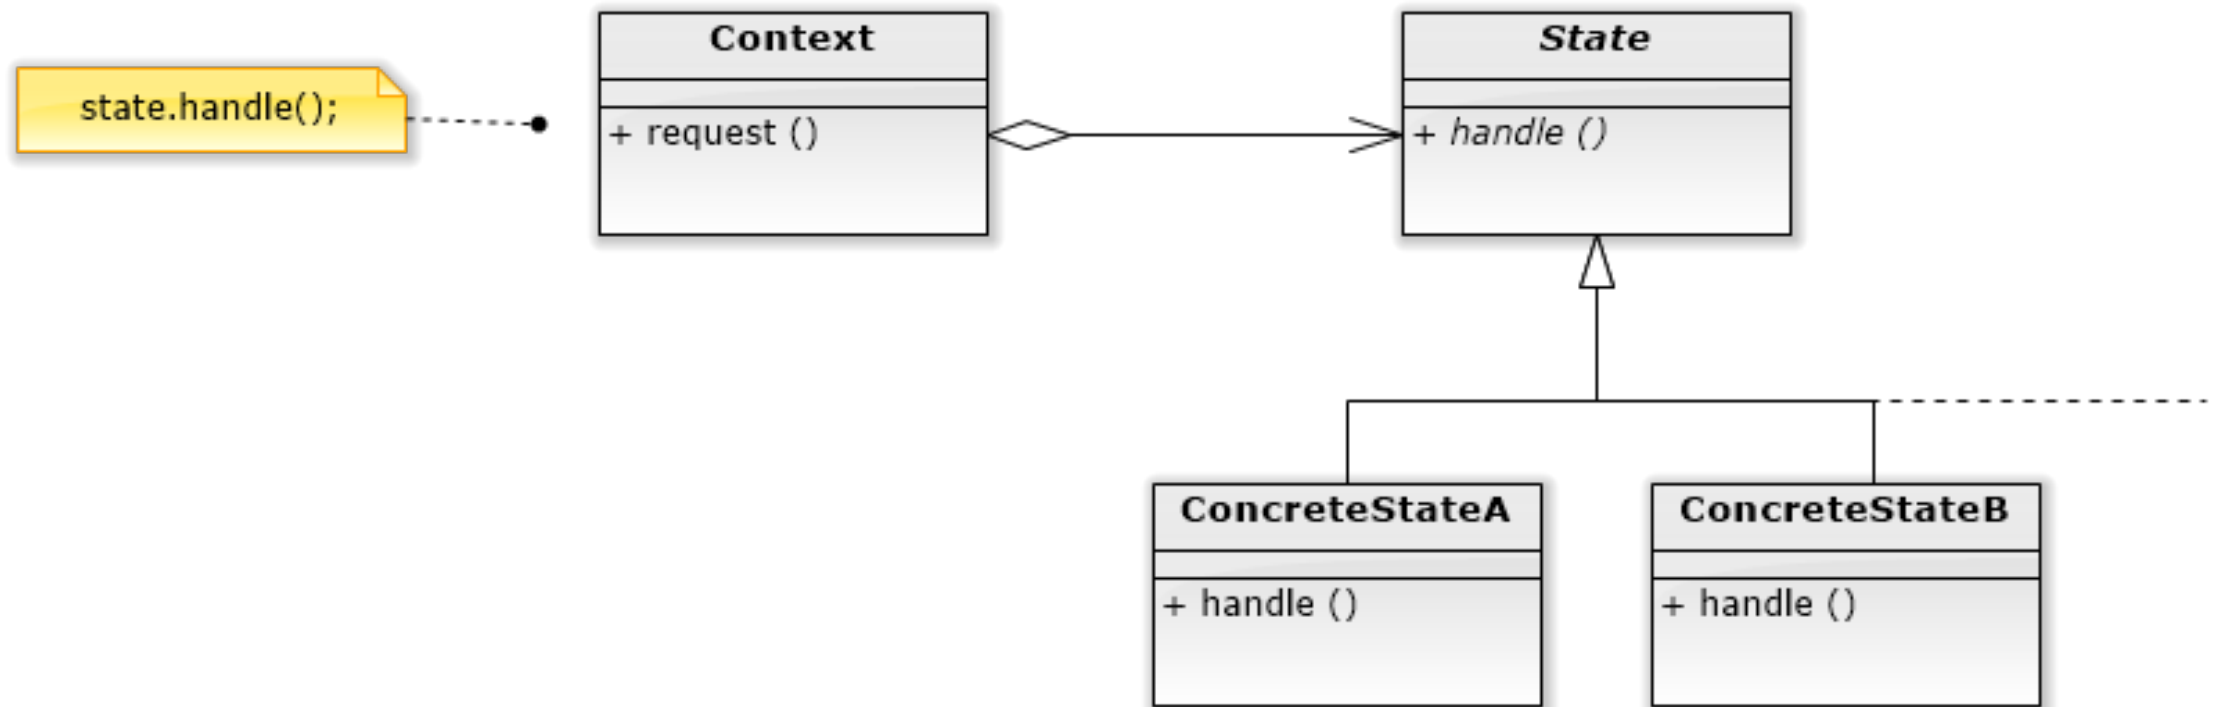 state.handle();
Context
+ request ()
State
+ handle ()
ConcreteStateA
+ handle ()
ConcreteStateB
+ handle ()